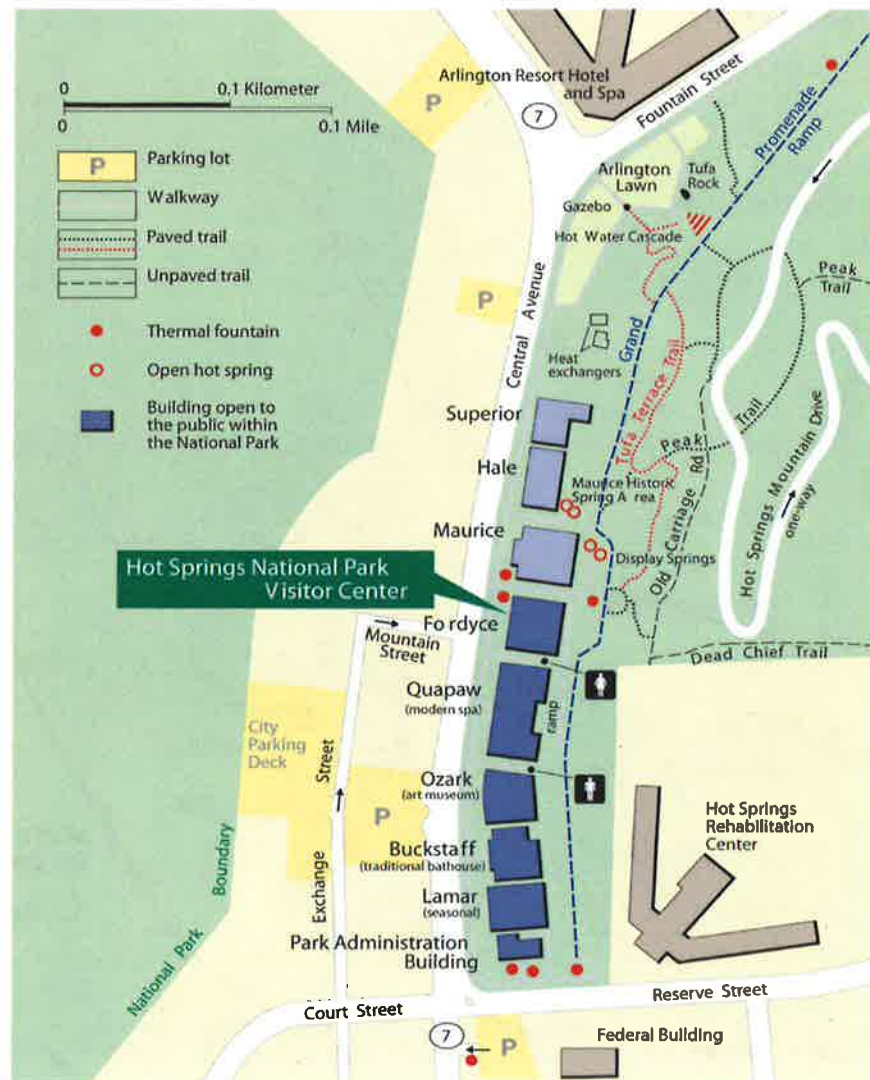 Arlington Resort Hotel
and Spa
Fountain Street
7
P
0 0.1 Kilometer
0 0.1 Mile
P Parking lot
Walkway
Paved trail
Unpaved trail
Thermal fountain
Open hot spring
Building open to
the public within
the National Park
Promenade
Ramp
Arlington
Lawn
Tufa
Rock
Gazebo
Hot Water Cascade
P
Central Avenue
Grand
Heat
exchangers
Peak
Trail
Tufa Terrace Trail
Superior
Hale
Peak Trail
Maurice Historic
Spring A rea
Maurice
Display Springs
Old Carriage Rd
Hot Springs Mountain Drive
one-way
Hot Springs National Park
Visitor Center
Fo rdyce
Mountain
Street
Dead Chief Trail
Quapaw
(modern spa)
ramp
City
Parking
Deck
Ozark
(art museum)
P
Exchange Street
Hot Springs
Rehabilitation
Center
Buckstaff
(traditional bathouse)
Lamar
(seasonal)
Park Administration
Building
National Park Boundary
Court Street
Reserve Street
7
P
Federal Building